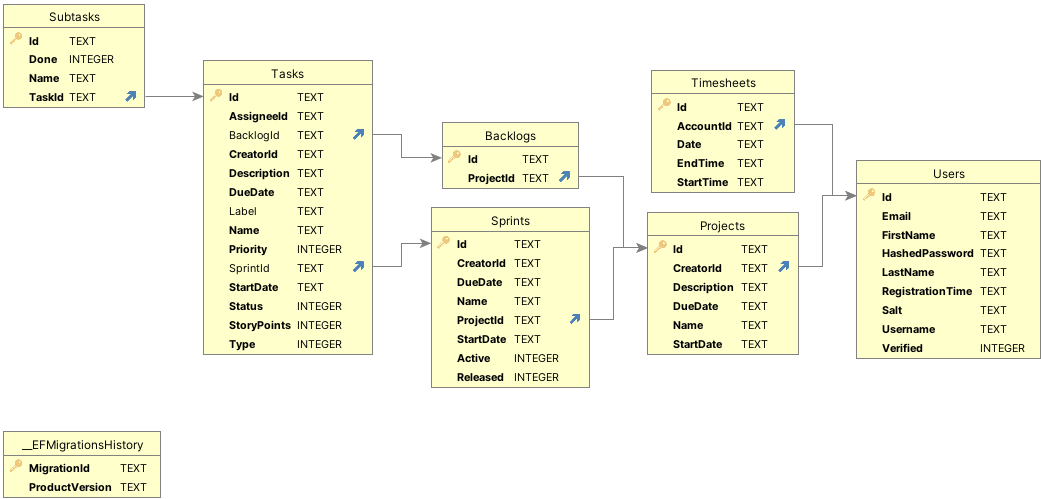 Subtasks
Id TEXT
Done INTEGER
Name TEXT
TaskId TEXT
Tasks
Id TEXT
AssigneeId TEXT
BacklogId TEXT
CreatorId TEXT
Description TEXT
DueDate TEXT
Label TEXT
Name TEXT
Priority INTEGER
SprintId TEXT
StartDate TEXT
Status INTEGER
StoryPoints INTEGER
Type INTEGER
Backlogs
Id TEXT
ProjectId TEXT
Sprints
Id TEXT
CreatorId TEXT
DueDate TEXT
Name TEXT
ProjectId TEXT
StartDate TEXT
Active INTEGER
Released INTEGER
Timesheets
Id TEXT
AccountId TEXT
Date TEXT
EndTime TEXT
StartTime TEXT
Projects
Id TEXT
CreatorId TEXT
Description TEXT
DueDate TEXT
Name TEXT
StartDate TEXT
Users
Id TEXT
Email TEXT
FirstName TEXT
HashedPassword TEXT
LastName TEXT
RegistrationTime TEXT
Salt TEXT
Username TEXT
Verified INTEGER
__EFMigrationsHistory
MigrationId TEXT
ProductVersion TEXT